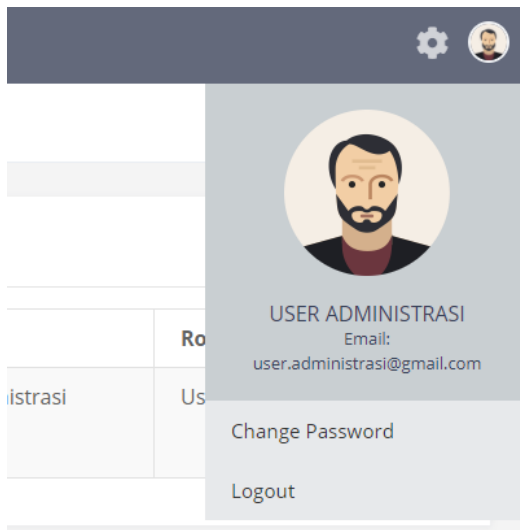 USER ADMINISTRASI
Email:
user.administrasi@gmail.com
Ro
istrasi
Us
Change Password
Logout